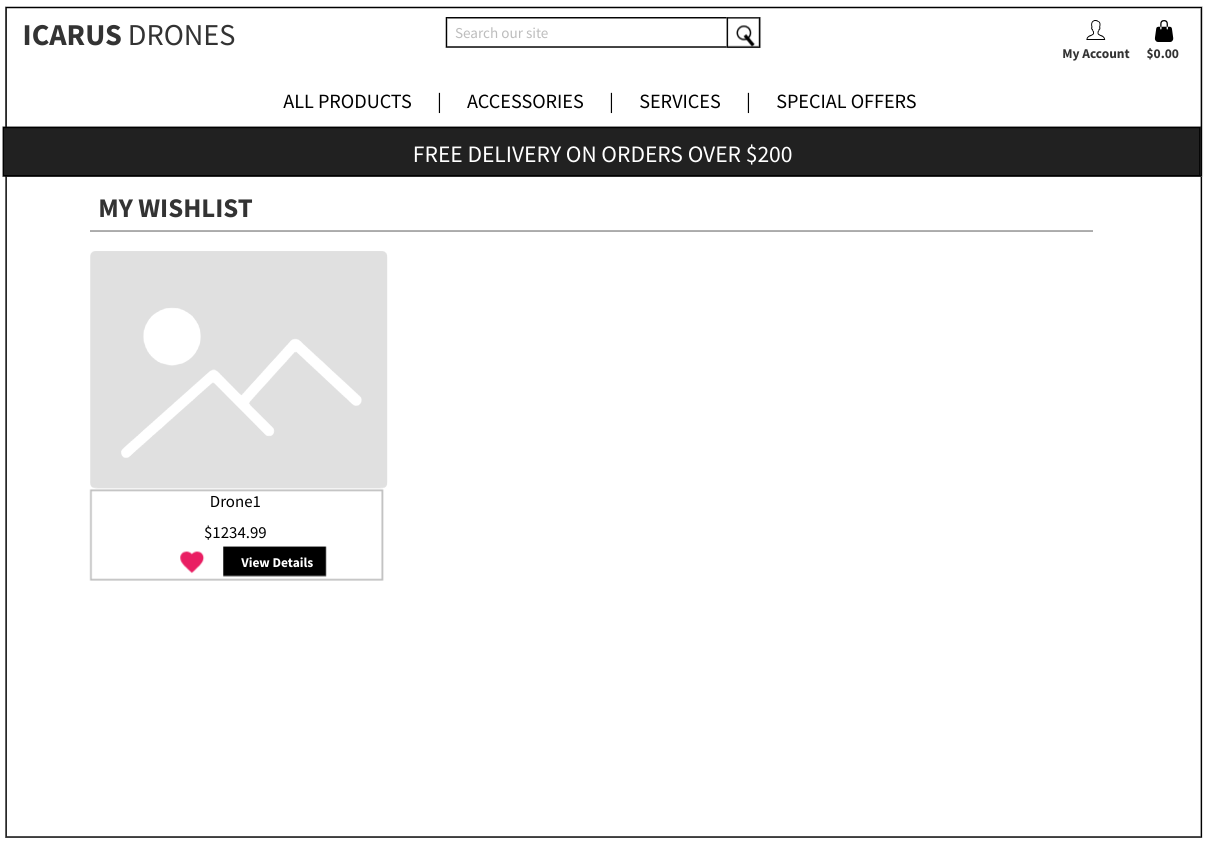 ICARUS DRONES
Search our site
My Account
$0.00
ALL PRODUCTS | ACCESSORIES | SERVICES | SPECIAL OFFERS
FREE DELIVERY ON ORDERS OVER $200
MY WISHLIST
Drone1
$1234.99
View Details